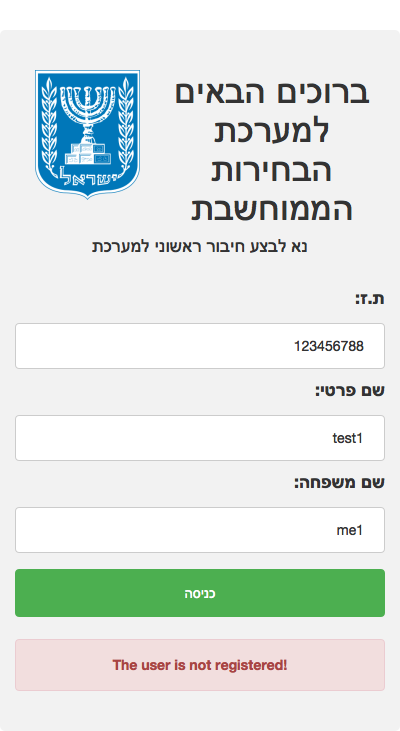 ברוכים הבאים
למערכת
הבחירות
הממוחשבת
ישראל
נא לבצע חיבור ראשוני למערכת
ת.ז:
123456788
שם פרטי:
test1
שם משפחה:
me1
כניסה
The user is not registered!